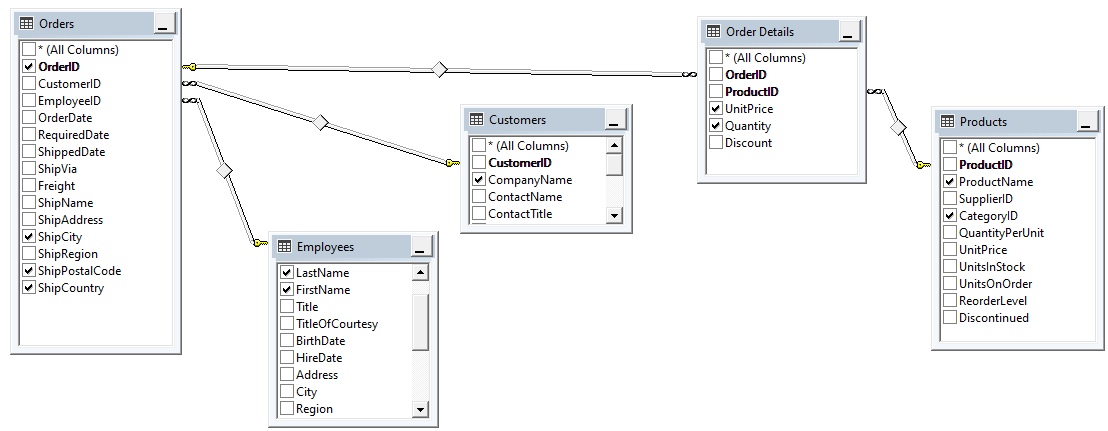 Orders
* (All Columns)
OrderID
CustomerID
EmployeeID
OrderDate
RequiredDate
ShippedDate
ShipVia
Freight
ShipName
ShipAddress
ShipCity
ShipRegion
ShipPostalCode
ShipCountry
Employees
LastName
FirstName
Title
TitleOfCourtesy
BirthDate
HireDate
Address
City
Region
Customers
* (All Columns)
CustomerID
CompanyName
ContactName
ContactTitle
Order Details
* (All Columns)
OrderID
ProductID
UnitPrice
Quantity
Discount
Products
* (All Columns)
ProductID
ProductName
SupplierID
CategoryID
QuantityPerUnit
UnitPrice
UnitsInStock
UnitsOnOrder
ReorderLevel
Discontinued